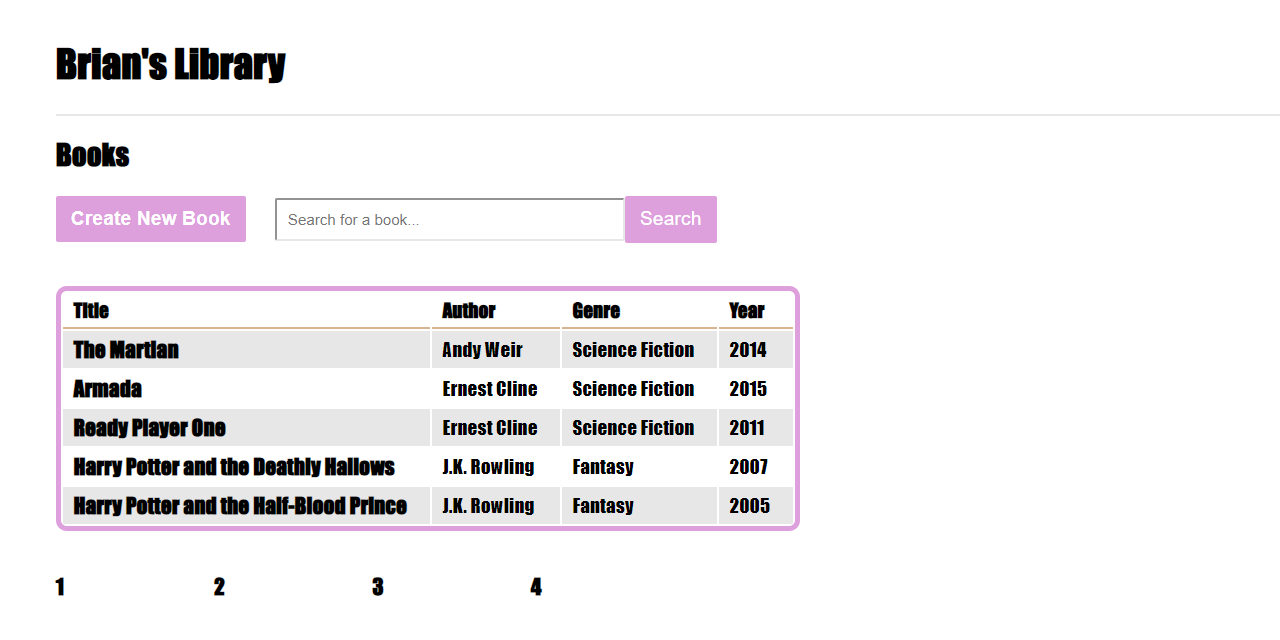 Brian's Library
Books
Create New Book Search for a book... Search
Title Author Genre Year
The Martian Andy Weir Science Fiction 2014
Armada Ernest Cline Science Fiction 2015
Ready Player One Ernest Cline Science Fiction 2011
Harry Potter and the Deathly Hallows J.K. Rowling Fantasy 2007
Harry Potter and the Half-Blood Prince J.K. Rowling Fantasy 2005
1 2 3 4